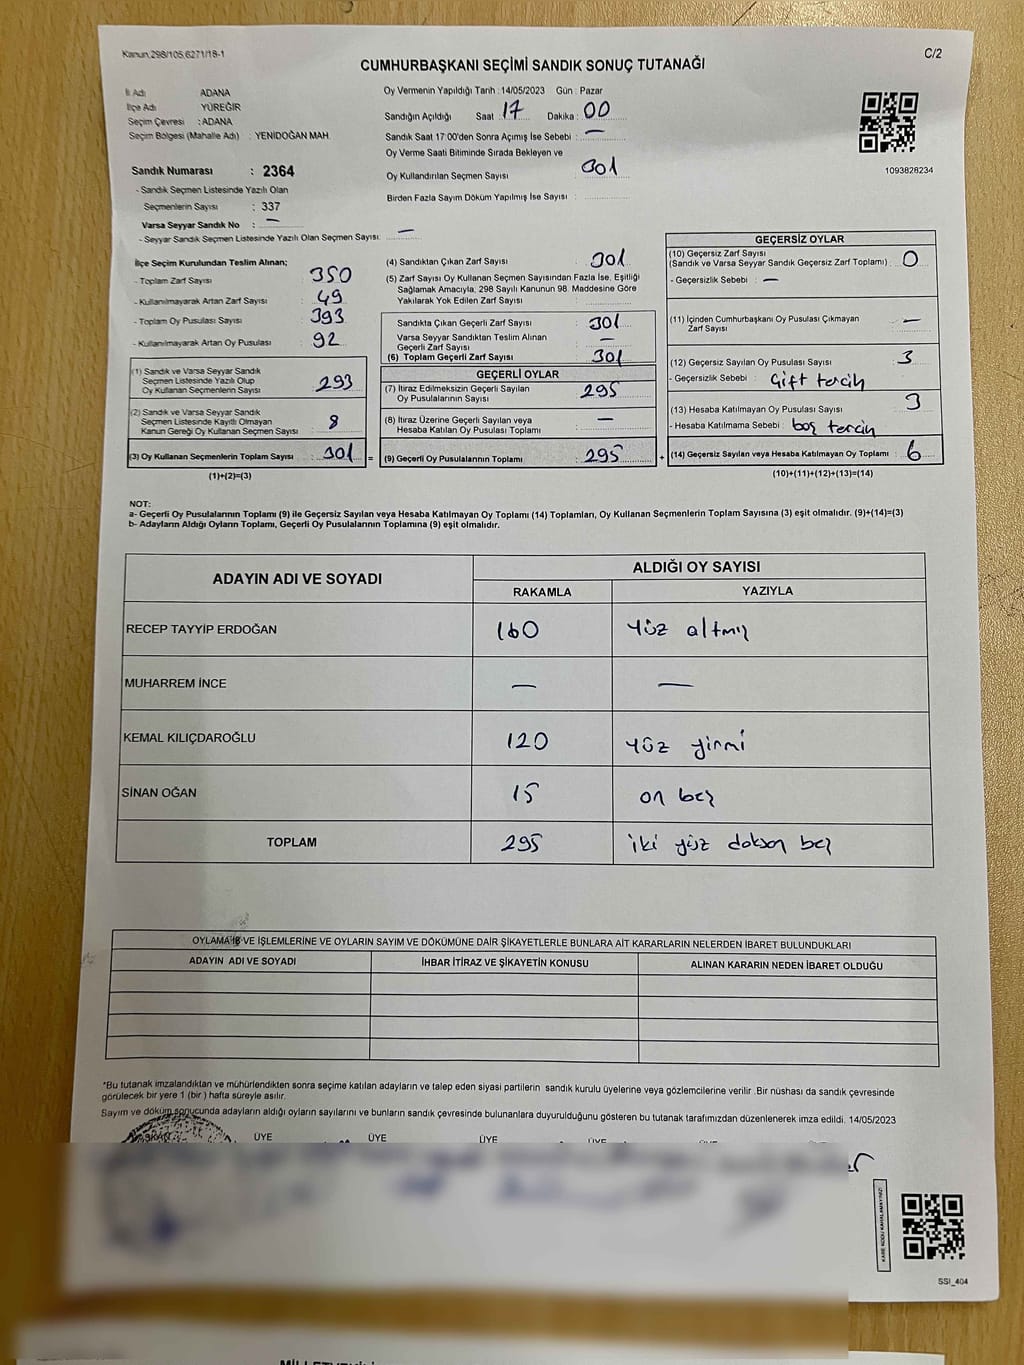 Kanun,298/105,6271/18-1
C/2
CUMHURBAŞKANI SEÇİMİ SANDIK SONUÇ TUTANAĞI
İl Adı ADANA
İlçe Adı YÜREĞİR
Seçim Çevresi : ADANA
Seçim Bölgesi (Mahalle Adı) : YENİDOĞAN MAH.
Sandık Numarası : 2364
- Sandık Seçmen Listesinde Yazılı Olan
Seçmenlerin Sayısı : 337
Varsa Seyyar Sandık No : —
- Seyyar Sandık Seçmen Listesinde Yazılı Olan Seçmen Sayısı: —
Oy Vermenin Yapıldığı Tarih : 14/05/2023 Gün : Pazar
Sandığın Açıldığı Saat : 17 Dakika : 00
Sandık Saat 17:00'den Sonra Açımış İse Sebebi : —
Oy Verme Saati Bitiminde Sırada Bekleyen ve
Oy Kullandırılan Seçmen Sayısı : 301
Birden Fazla Sayım Döküm Yapılmış İse Sayısı :
1093828234
İlçe Seçim Kurulundan Teslim Alınan;
- Toplam Zarf Sayısı : 350
- Kullanılmayarak Artan Zarf Sayısı : 49
- Toplam Oy Pusulası Sayısı : 393
- Kullanılmayarak Artan Oy Pusulası : 92
(1) Sandık ve Varsa Seyyar Sandık
Seçmen Listesinde Yazılı Olup
Oy Kullanan Seçmenlerin Sayısı : 293
(2) Sandık ve Varsa Seyyar Sandık
Seçmen Listesinde Kayıtlı Olmayan
Kanun Gereği Oy Kullanan Seçmen Sayısı : 8
(3) Oy Kullanan Seçmenlerin Toplam Sayısı : 301 =
(1)+(2)=(3)
(4) Sandıktan Çıkan Zarf Sayısı : 301
(5) Zarf Sayısı Oy Kullanan Seçmen Sayısından Fazla İse, Eşitliği
Sağlamak Amacıyla, 298 Sayılı Kanunun 98. Maddesine Göre
Yakılarak Yok Edilen Zarf Sayısı :
Sandıkta Çıkan Geçerli Zarf Sayısı : 301
Varsa Seyyar Sandıktan Teslim Alınan
Geçerli Zarf Sayısı : —
(6) Toplam Geçerli Zarf Sayısı : 301
GEÇERLİ OYLAR
(7) İtiraz Edilmeksizin Geçerli Sayılan
Oy Pusulalarının Sayısı : 295
(8) İtiraz Üzerine Geçerli Sayılan veya
Hesaba Katılan Oy Pusulası Toplamı : —
(9) Geçerli Oy Pusulalarının Toplamı : 295 +
GEÇERSİZ OYLAR
(10) Geçersiz Zarf Sayısı
(Sandık ve Varsa Seyyar Sandık Geçersiz Zarf Toplamı) : 0
- Geçersizlik Sebebi : —
(11) İçinden Cumhurbaşkanı Oy Pusulası Çıkmayan
Zarf Sayısı : —
(12) Geçersiz Sayılan Oy Pusulası Sayısı : 3
- Geçersizlik Sebebi : Çift tercih
(13) Hesaba Katılmayan Oy Pusulası Sayısı : 3
- Hesaba Katılmama Sebebi : boş tercih
(14) Geçersiz Sayılan veya Hesaba Katılmayan Oy Toplamı : 6
(10)+(11)+(12)+(13)=(14)
NOT:
a- Geçerli Oy Pusulalarının Toplamı (9) ile Geçersiz Sayılan veya Hesaba Katılmayan Oy Toplamı (14) Toplamları, Oy Kullanan Seçmenlerin Toplam Sayısına (3) eşit olmalıdır. (9)+(14)=(3)
b- Adayların Aldığı Oyların Toplamı, Geçerli Oy Pusulalarının Toplamına (9) eşit olmalıdır.
ADAYIN ADI VE SOYADI
ALDIĞI OY SAYISI
RAKAMLA YAZIYLA
RECEP TAYYİP ERDOĞAN 160 yüz altmış
MUHARREM İNCE — —
KEMAL KILIÇDAROĞLU 120 yüz yirmi
SİNAN OĞAN 15 on beş
TOPLAM 295 iki yüz doksan beş
OYLAMA VE İŞLEMLERİNE VE OYLARIN SAYIM VE DÖKÜMÜNE DAİR ŞİKAYETLERLE BUNLARA AİT KARARLARIN NELERDEN İBARET BULUNDUKLARI
ADAYIN ADI VE SOYADI İHBAR İTİRAZ VE ŞİKAYETİN KONUSU ALINAN KARARIN NEDEN İBARET OLDUĞU
*Bu tutanak imzalandıktan ve mühürlendikten sonra seçime katılan adayların ve talep eden siyasi partilerin sandık kurulu üyelerine veya gözlemcilerine verilir .Bir nüshası da sandık çevresinde
görülecek bir yere 1 (bir ) hafta süreyle asılır.
Sayım ve döküm sonucunda adayların aldığı oyların sayılarını ve bunların sandık çevresinde bulunanlara duyurulduğunu gösteren bu tutanak tarafımızdan düzenlenerek imza edildi. 14/05/2023
BAŞKAN ÜYE ÜYE ÜYE ÜYE
SSI_404